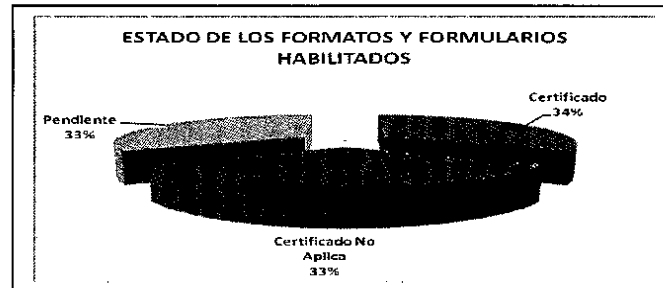 ESTADO DE LOS FORMATOS Y FORMULARIOS
HABILITADOS
Pendiente
33%
Certificado
34%
Certificado No
Aplica
33%